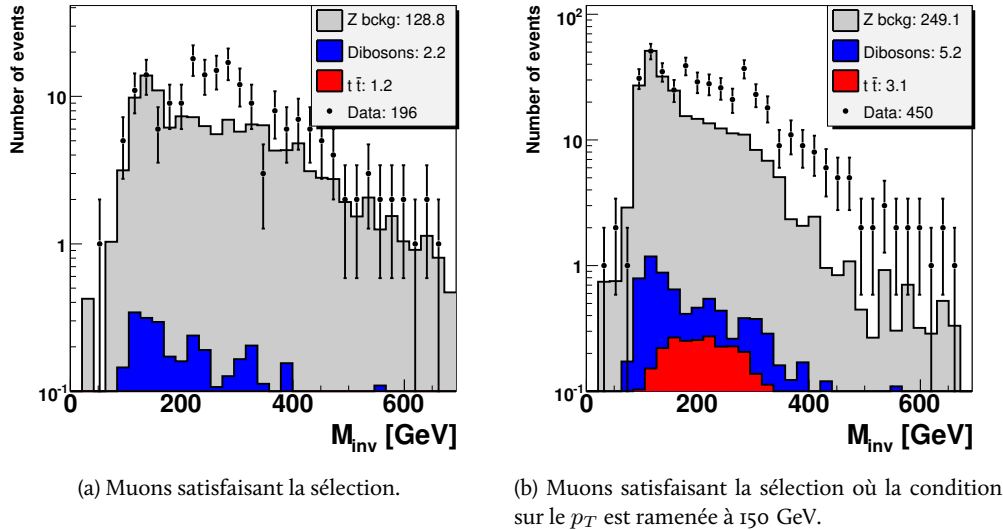 Number of events
10
1
10-1
0
200
400
600
M_inv [GeV]
Z bckg: 128.8
Dibosons: 2.2
t t̄: 1.2
Data: 196
(a) Muons satisfaisant la sélection.
Number of events
10²
10
1
10-1
0
200
400
600
M_inv [GeV]
Z bckg: 249.1
Dibosons: 5.2
t t̄: 3.1
Data: 450
(b) Muons satisfaisant la sélection où la condition
sur le p_T est ramenée à 150 GeV.